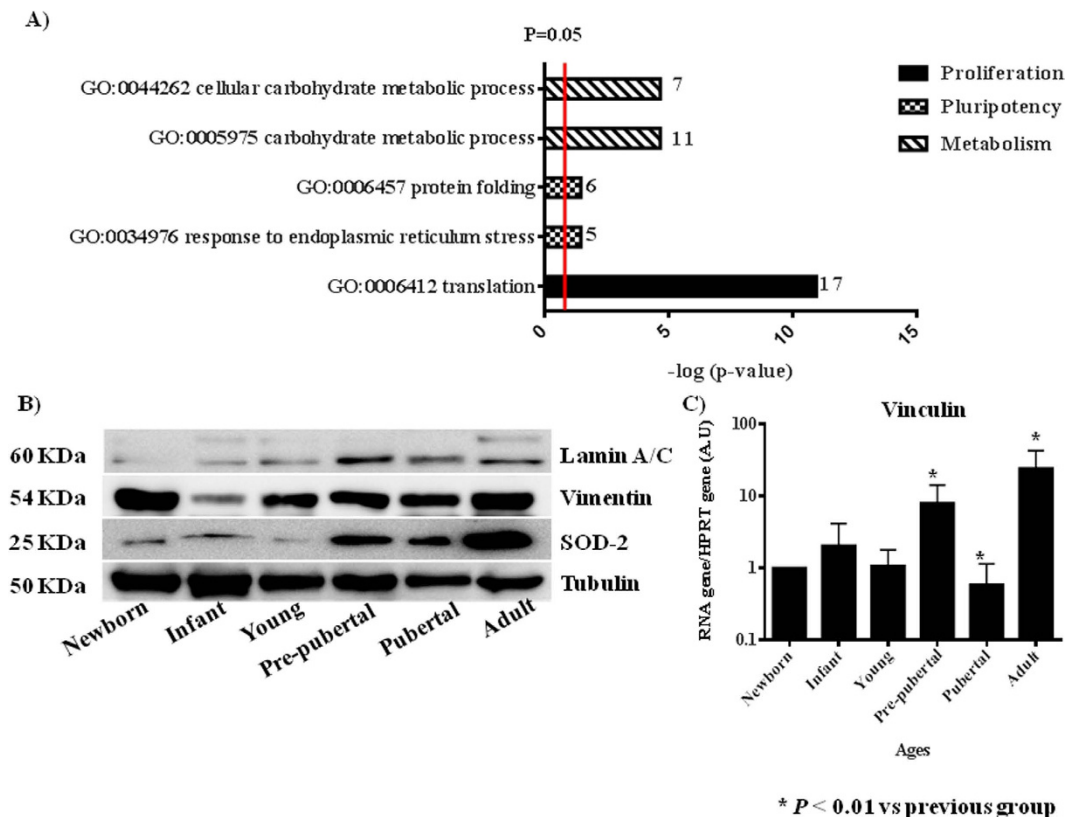 A)
P=0.05
GO:0044262 cellular carbohydrate metabolic process
7
GO:0005975 carbohydrate metabolic process
11
GO:0006457 protein folding
6
GO:0034976 response to endoplasmic reticulum stress
5
GO:0006412 translation
17
0 5 10 15
-log (p-value)
Proliferation
Pluripotency
Metabolism
B)
60 KDa Lamin A/C
54 KDa Vimentin
25 KDa SOD-2
50 KDa Tubulin
Newborn Infant Young Pre-pubertal Pubertal Adult
C)
Vinculin
RNA gene/HPRT gene (A.U)
100
10
1
0.1
* * *
Newborn Infant Young Pre-pubertal Pubertal Adult
Ages
* P < 0.01 vs previous group